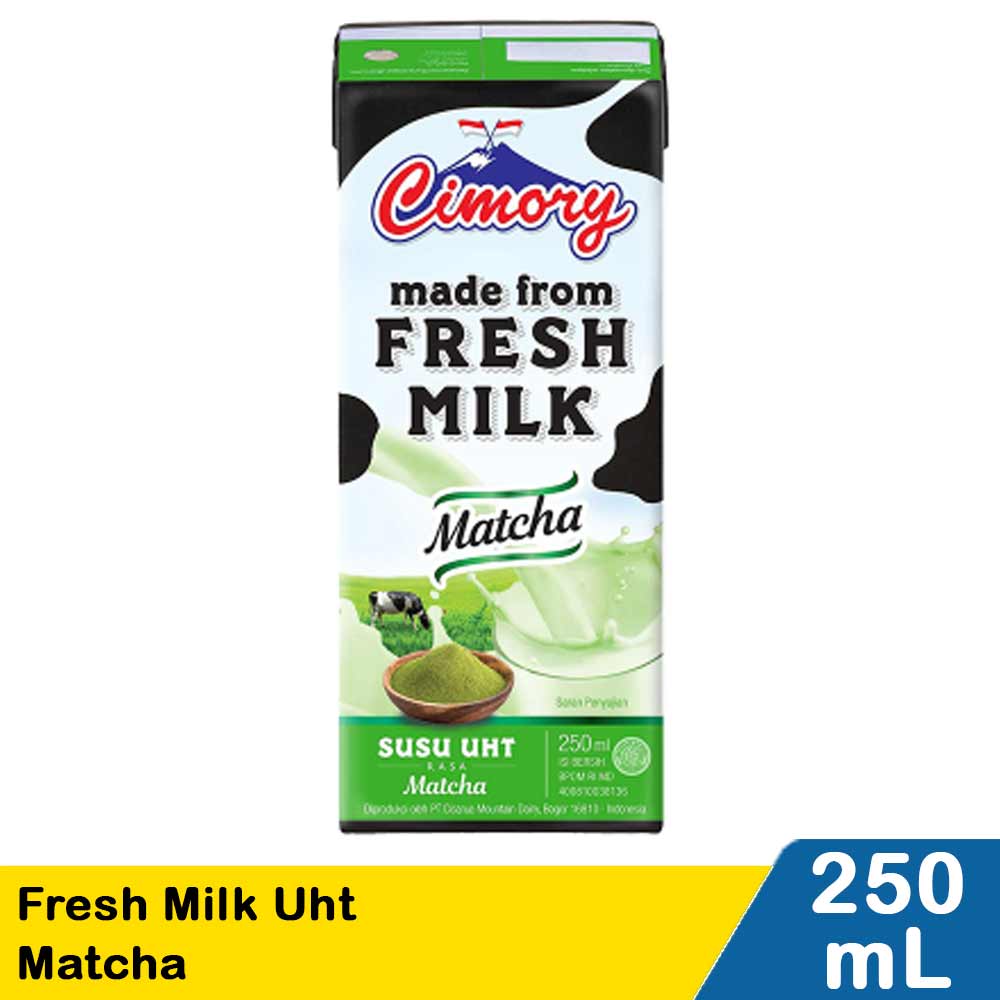 Cimory
made from
FRESH
MILK
Matcha
Saran Penyajian
SUSU UHT
RASA
Matcha
250 ml
ISI BERSIH
BPOM RI MD
400810038136
Diproduksi oleh PT Cisarua Mountain Dairy, Bogor 16810 - Indonesia
Fresh Milk Uht
Matcha
250
mL